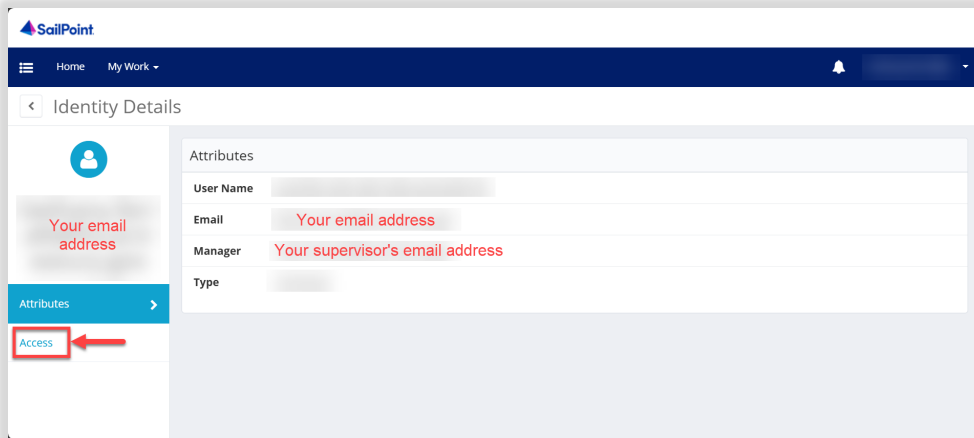 SailPoint
Home My Work
Identity Details
Your email
address
Attributes
Access
Attributes
User Name
Email Your email address
Manager Your supervisor's email address
Type